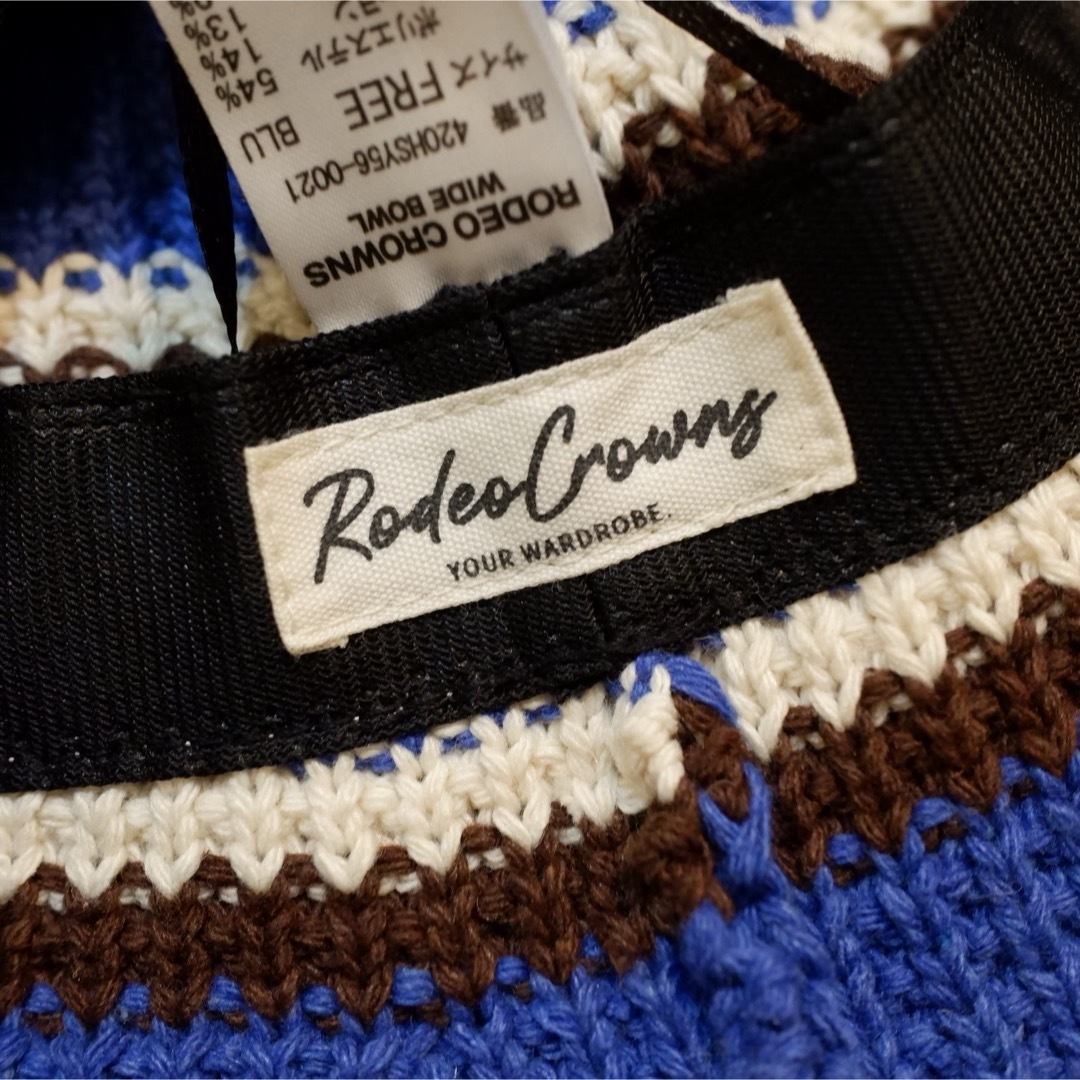 RodeoCrowns
YOUR WARDROBE.
RODEO CROWNS
WIDE BOWL
品番 420HSY56-0021
サイズ FREE BLU
ポリエステル 54%
14%
13%